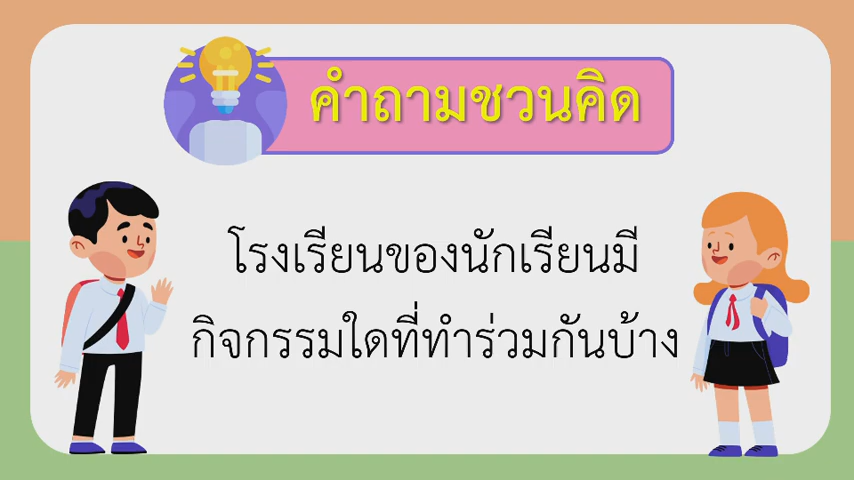 คำถามชวนคิด
โรงเรียนของนักเรียนมี
กิจกรรมใดที่ทำร่วมกันบ้าง